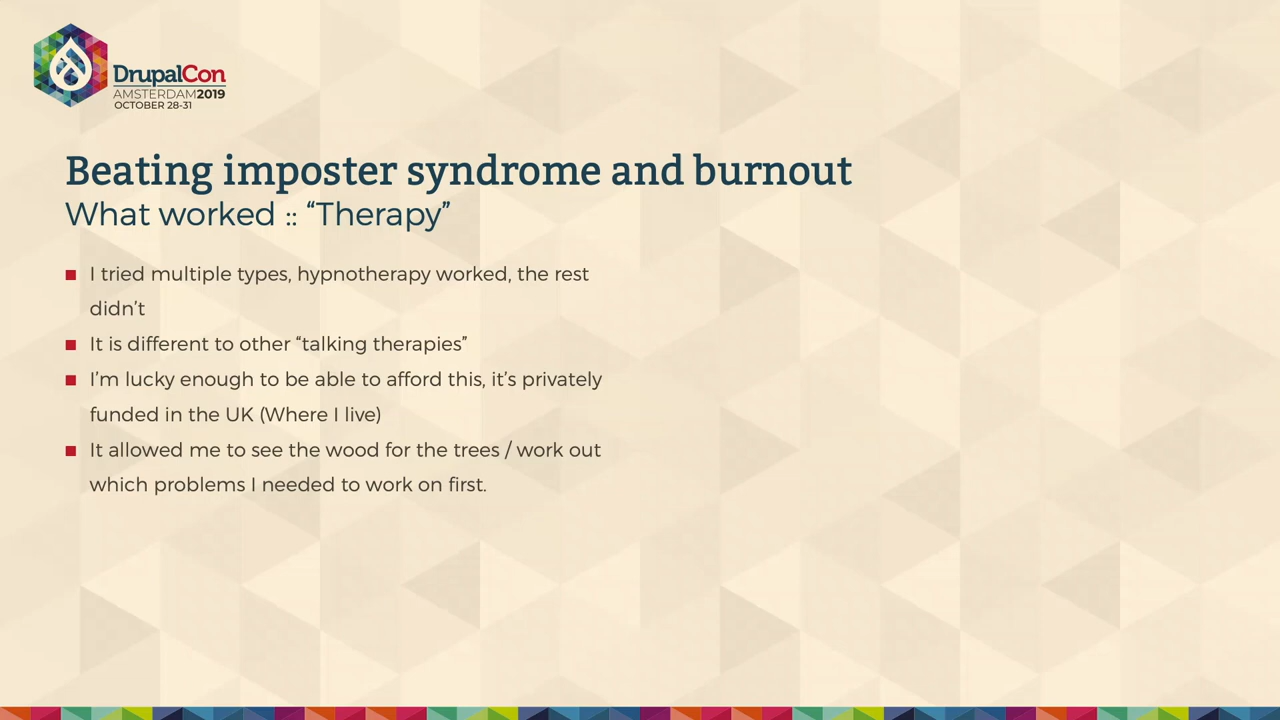 DrupalCon
AMSTERDAM2019
OCTOBER 28-31
Beating imposter syndrome and burnout
What worked :: “Therapy”
I tried multiple types, hypnotherapy worked, the rest
didn’t
It is different to other “talking therapies”
I’m lucky enough to be able to afford this, it’s privately
funded in the UK (Where I live)
It allowed me to see the wood for the trees / work out
which problems I needed to work on first.